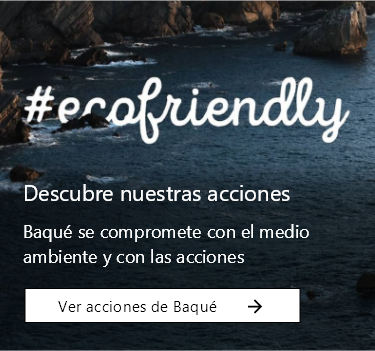 #ecofriendly
Descubre nuestras acciones
Baqué se compromete con el medio
ambiente y con las acciones
Ver acciones de Baqué →